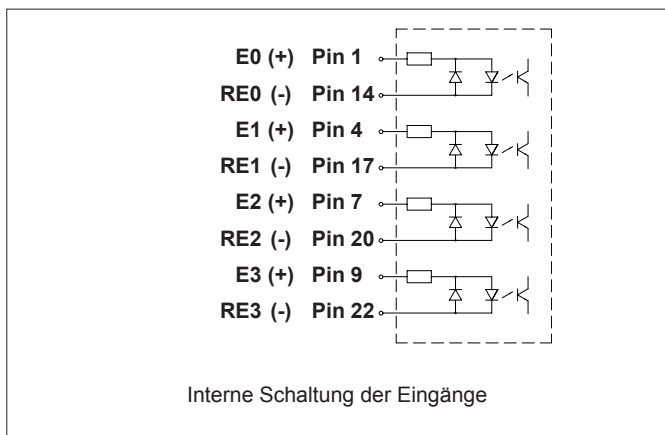 E0 (+) Pin 1
RE0 (-) Pin 14
E1 (+) Pin 4
RE1 (-) Pin 17
E2 (+) Pin 7
RE2 (-) Pin 20
E3 (+) Pin 9
RE3 (-) Pin 22
Interne Schaltung der Eingänge